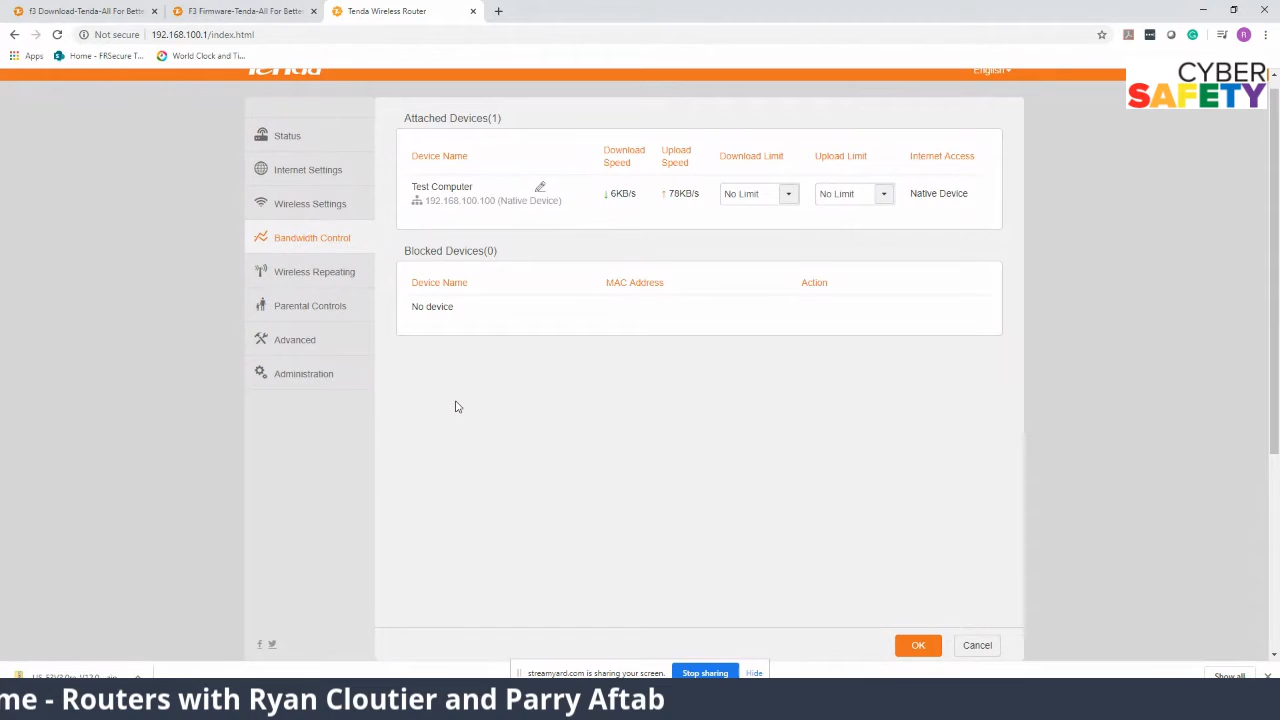 f3 Download-Tenda-All For Bette
F3 Firmware-Tenda-All For Bette
Tenda Wireless Router
Not secure
192.168.100.1/index.html
R
Apps
Home - FRSecure T...
World Clock and Ti...
Tenda
English
CYBER
SAFETY
Status
Internet Settings
Wireless Settings
Bandwidth Control
Wireless Repeating
Parental Controls
Advanced
Administration
Attached Devices(1)
Device Name
Download Speed
Upload Speed
Download Limit
Upload Limit
Internet Access
Test Computer
192.168.100.100 (Native Device)
↓ 6KB/s
↑ 78KB/s
No Limit
No Limit
Native Device
Blocked Devices(0)
Device Name
MAC Address
Action
No device
OK
Cancel
streamyard.com is sharing your screen.
Stop sharing
Hide
Show all
me - Routers with Ryan Cloutier and Parry Aftab